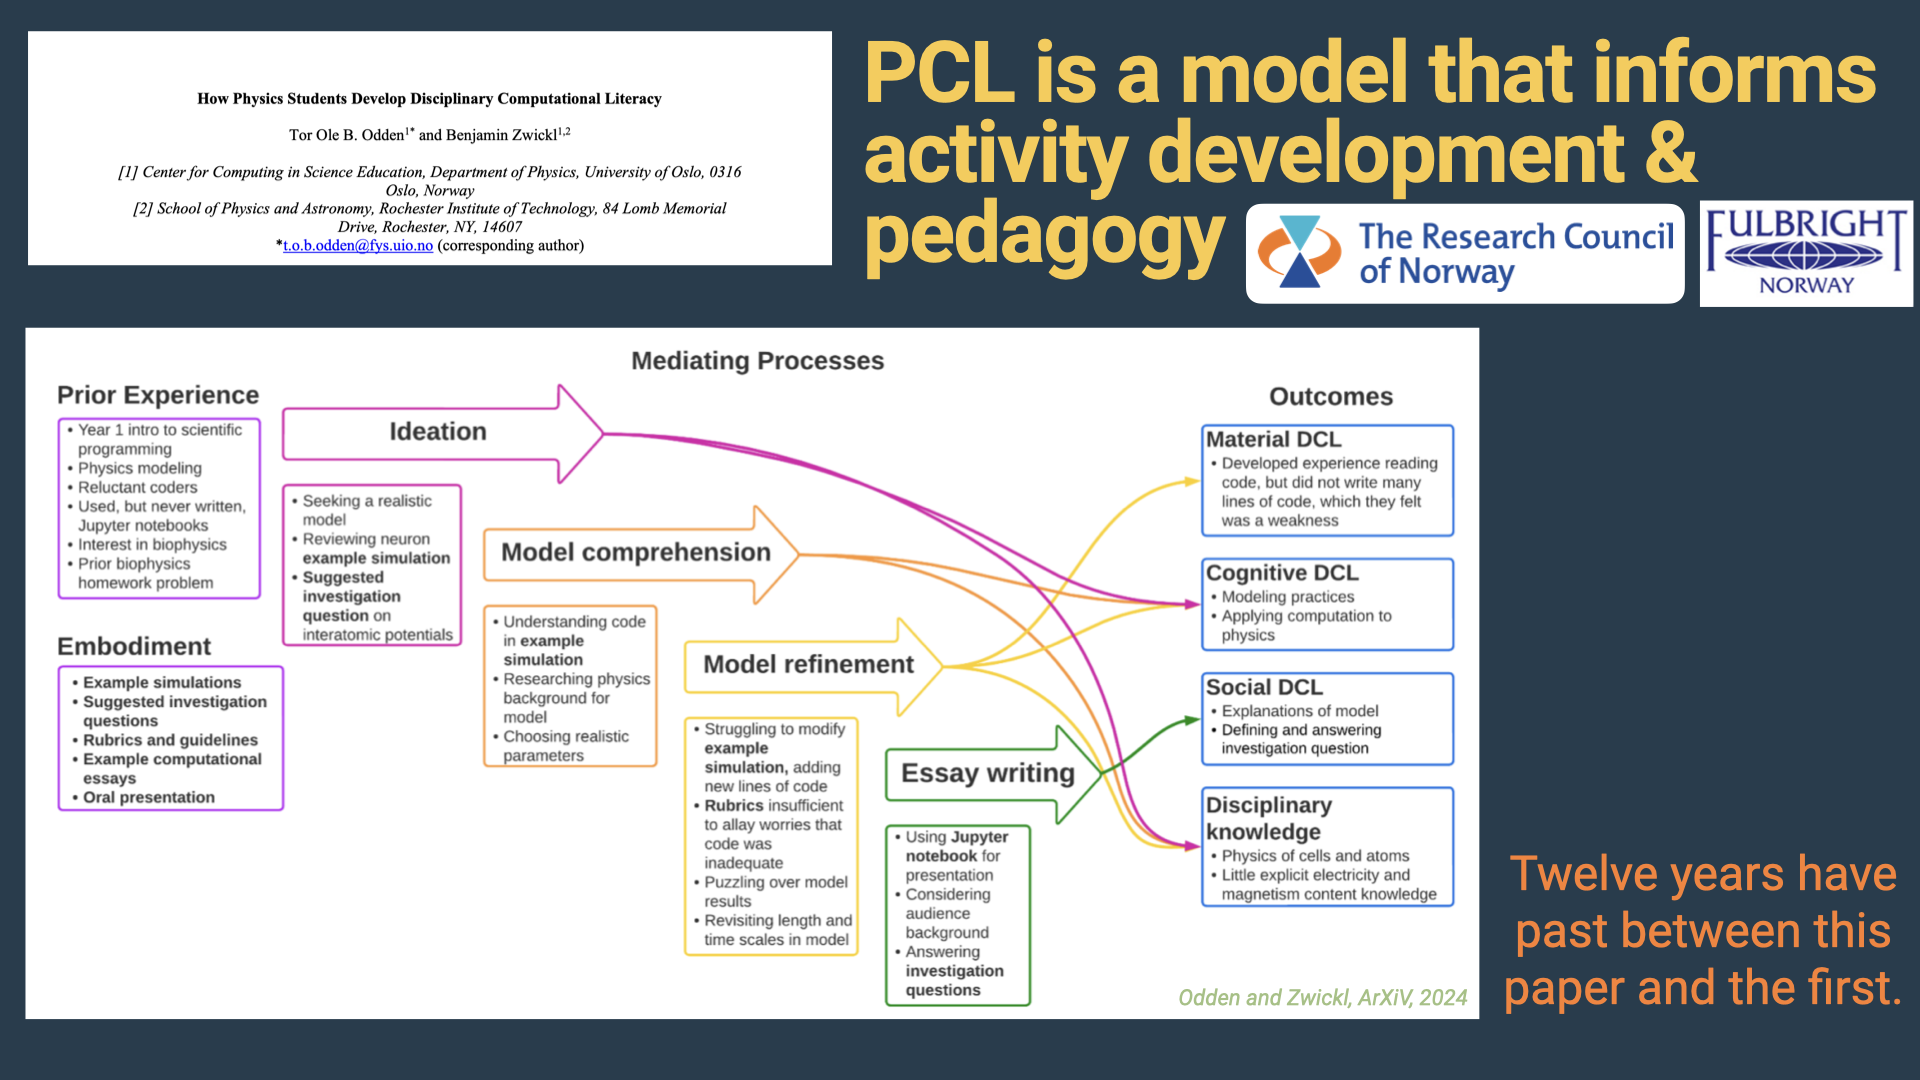 How Physics Students Develop Disciplinary Computational Literacy
Tor Ole B. Odden1* and Benjamin Zwickl1,2
[1] Center for Computing in Science Education, Department of Physics, University of Oslo, 0316
Oslo, Norway
[2] School of Physics and Astronomy, Rochester Institute of Technology, 84 Lomb Memorial
Drive, Rochester, NY, 14607
*t.o.b.odden@fys.uio.no (corresponding author)
PCL is a model that informs
activity development &
pedagogy
The Research Council
of Norway
FULBRIGHT
NORWAY
Mediating Processes
Prior Experience
• Year 1 intro to scientific
programming
• Physics modeling
• Reluctant coders
• Used, but never written,
Jupyter notebooks
• Interest in biophysics
• Prior biophysics
homework problem
Embodiment
• Example simulations
• Suggested investigation
questions
• Rubrics and guidelines
• Example computational
essays
• Oral presentation
Ideation
• Seeking a realistic
model
• Reviewing neuron
example simulation
• Suggested
investigation
question on
interatomic potentials
Model comprehension
• Understanding code
in example
simulation
• Researching physics
background for
model
• Choosing realistic
parameters
Model refinement
• Struggling to modify
example
simulation, adding
new lines of code
• Rubrics insufficient
to allay worries that
code was
inadequate
• Puzzling over model
results
• Revisiting length and
time scales in model
Essay writing
• Using Jupyter
notebook for
presentation
• Considering
audience
background
• Answering
investigation
questions
Outcomes
Material DCL
• Developed experience reading
code, but did not write many
lines of code, which they felt
was a weakness
Cognitive DCL
• Modeling practices
• Applying computation to
physics
Social DCL
• Explanations of model
• Defining and answering
investigation question
Disciplinary
knowledge
• Physics of cells and atoms
• Little explicit electricity and
magnetism content knowledge
Odden and Zwickl, ArXiV, 2024
Twelve years have
past between this
paper and the first.